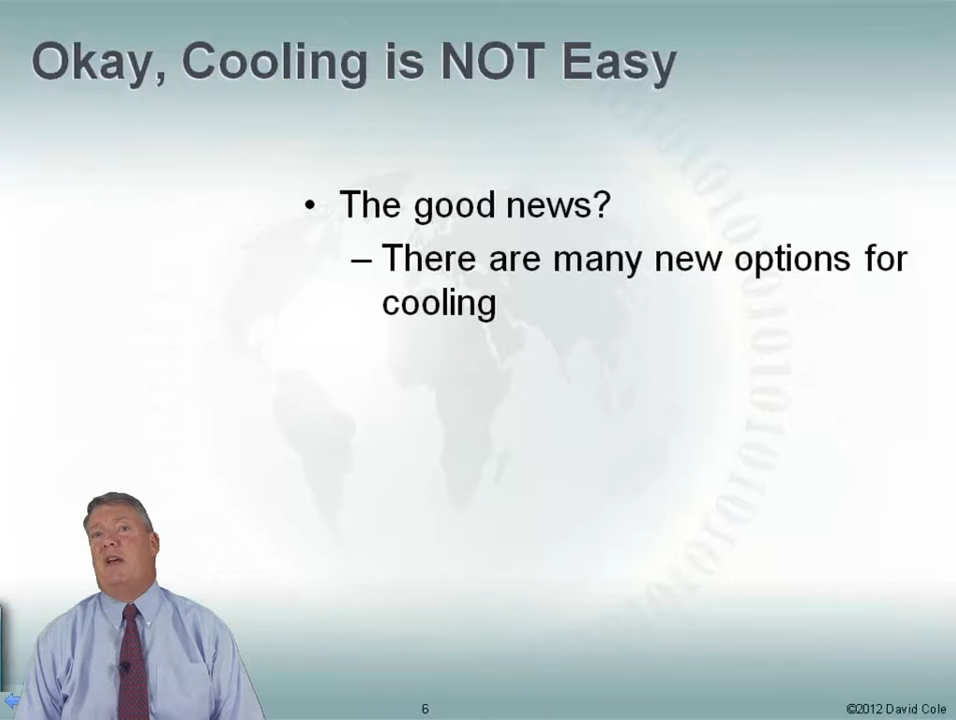 Okay, Cooling is NOT Easy
• The good news?
– There are many new options for
cooling
6
©2012 David Cole